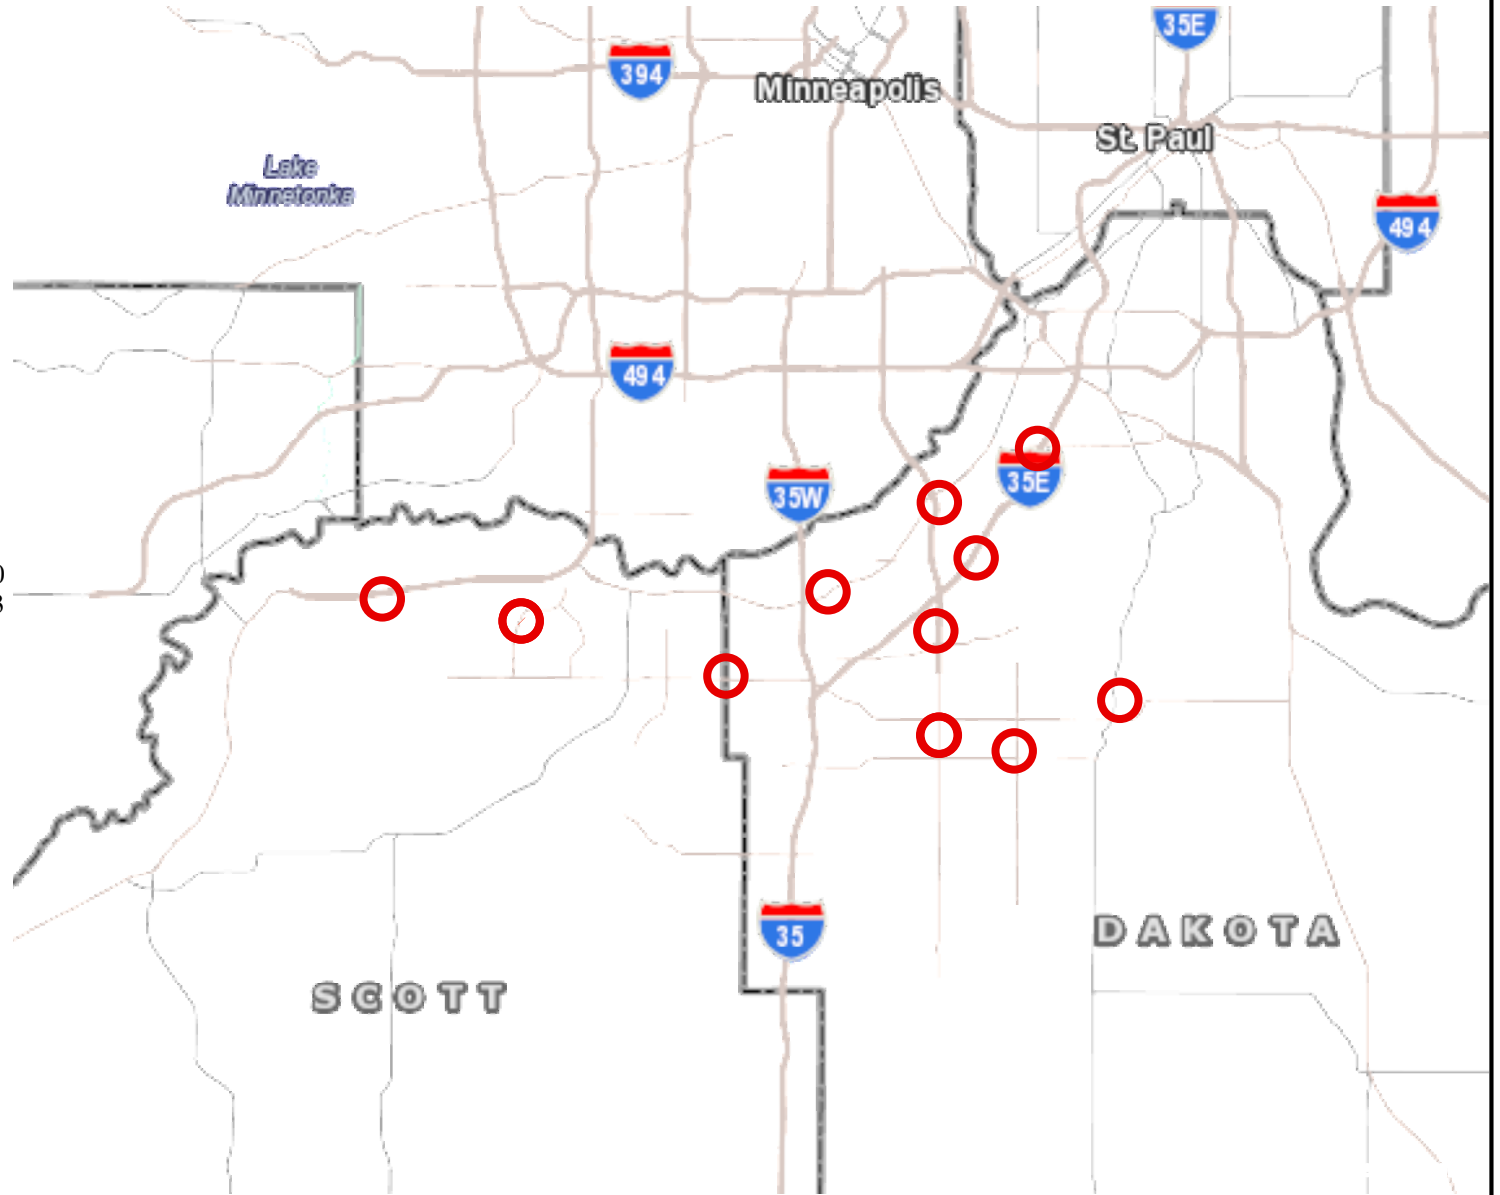 35E
394
Minneapolis
St. Paul
Lake
Minnetonka
494
494
35W
35E
35
DAKOTA
SCOTT